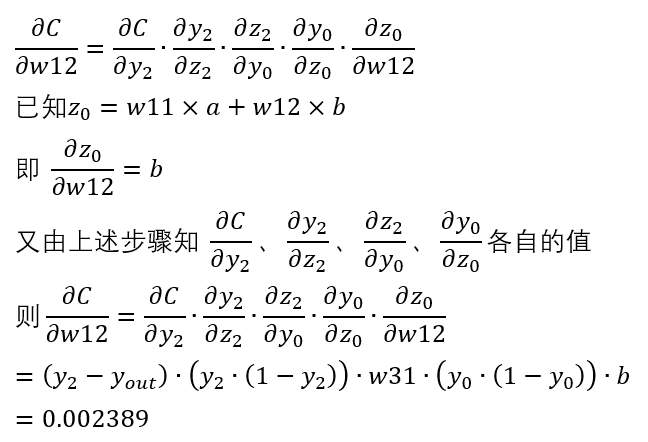 ∂C/∂w12 = ∂C/∂y₂ · ∂y₂/∂z₂ · ∂z₂/∂y₀ · ∂y₀/∂z₀ · ∂z₀/∂w12
已知z₀ = w11 × a + w12 × b
即 ∂z₀/∂w12 = b
又由上述步骤知 ∂C/∂y₂ 、 ∂y₂/∂z₂ 、 ∂z₂/∂y₀ 、 ∂y₀/∂z₀ 各自的值
则 ∂C/∂w12 = ∂C/∂y₂ · ∂y₂/∂z₂ · ∂z₂/∂y₀ · ∂y₀/∂z₀ · ∂z₀/∂w12
= (y₂ − yₒᵤₜ) · (y₂ · (1 − y₂)) · w31 · (y₀ · (1 − y₀)) · b
= 0.002389